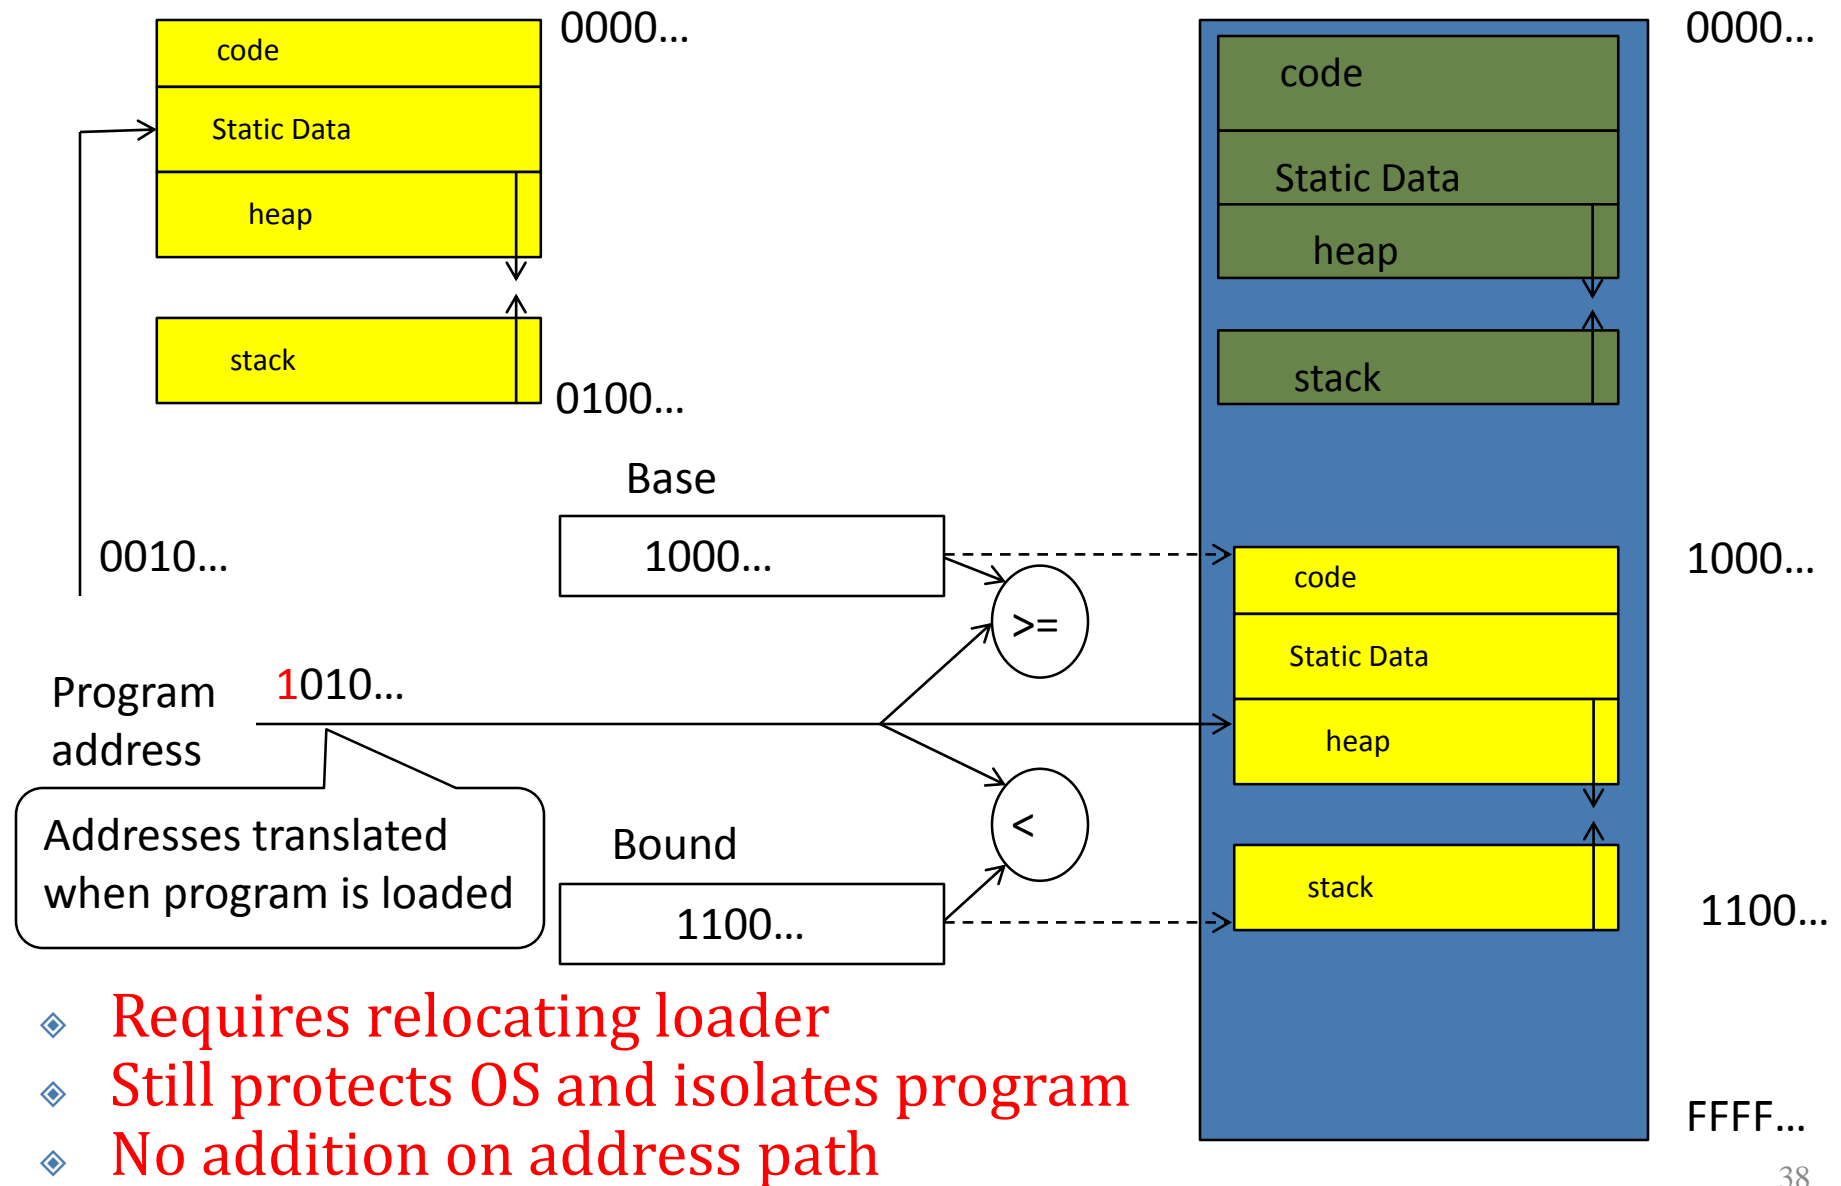 code
0000...
Static Data
heap
stack
0100...
0000...
code
Static Data
heap
stack
Base
0010...
1000...
1000...
>=
code
Static Data
heap
stack
Program
address
1010...
Addresses translated
when program is loaded
Bound
<
1100...
1100...
Requires relocating loader
Still protects OS and isolates program
No addition on address path
FFFF...
38